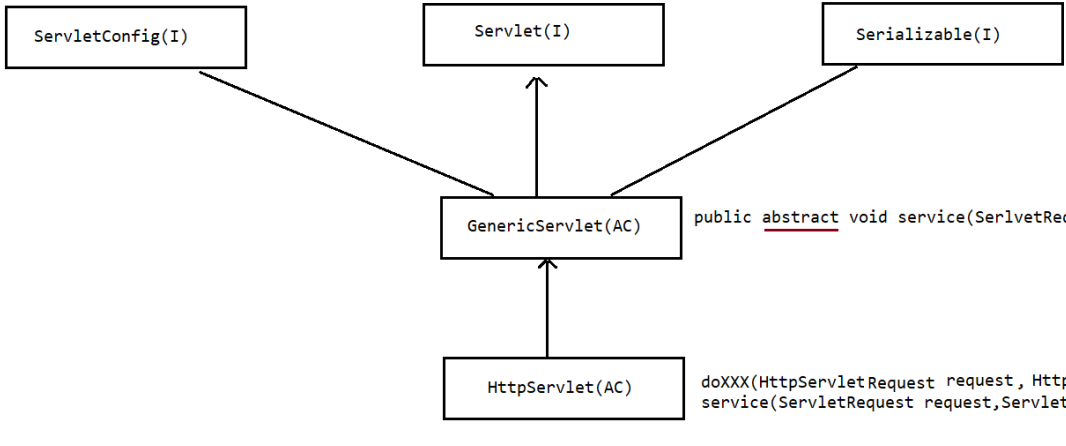 ServletConfig(I)
Servlet(I)
Serializable(I)
GenericServlet(AC)
public abstract void service(SerlvetReq
HttpServlet(AC)
doXXX(HttpServletRequest request, Http
service(ServletRequest request,Servlet